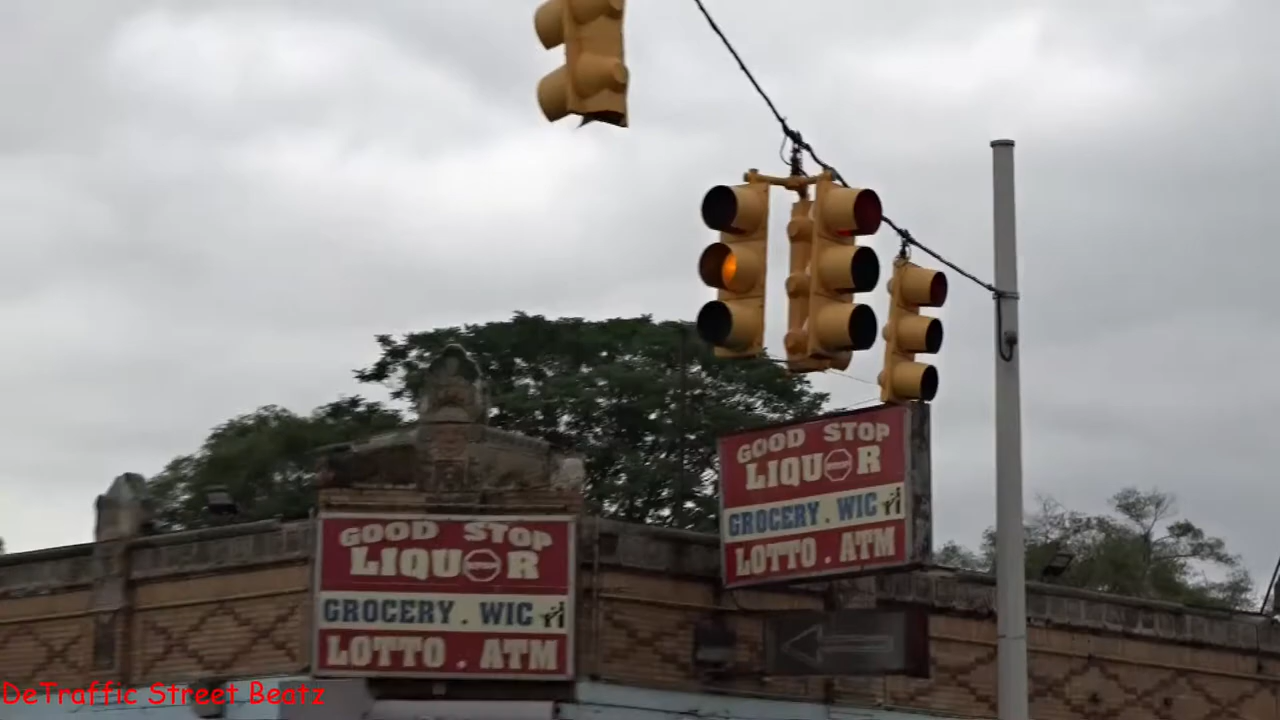 GOOD STOP
LIQUOR
GROCERY . WIC
LOTTO . ATM
GOOD STOP
LIQUOR
GROCERY . WIC
LOTTO . ATM
DeTraffic Street Beatz